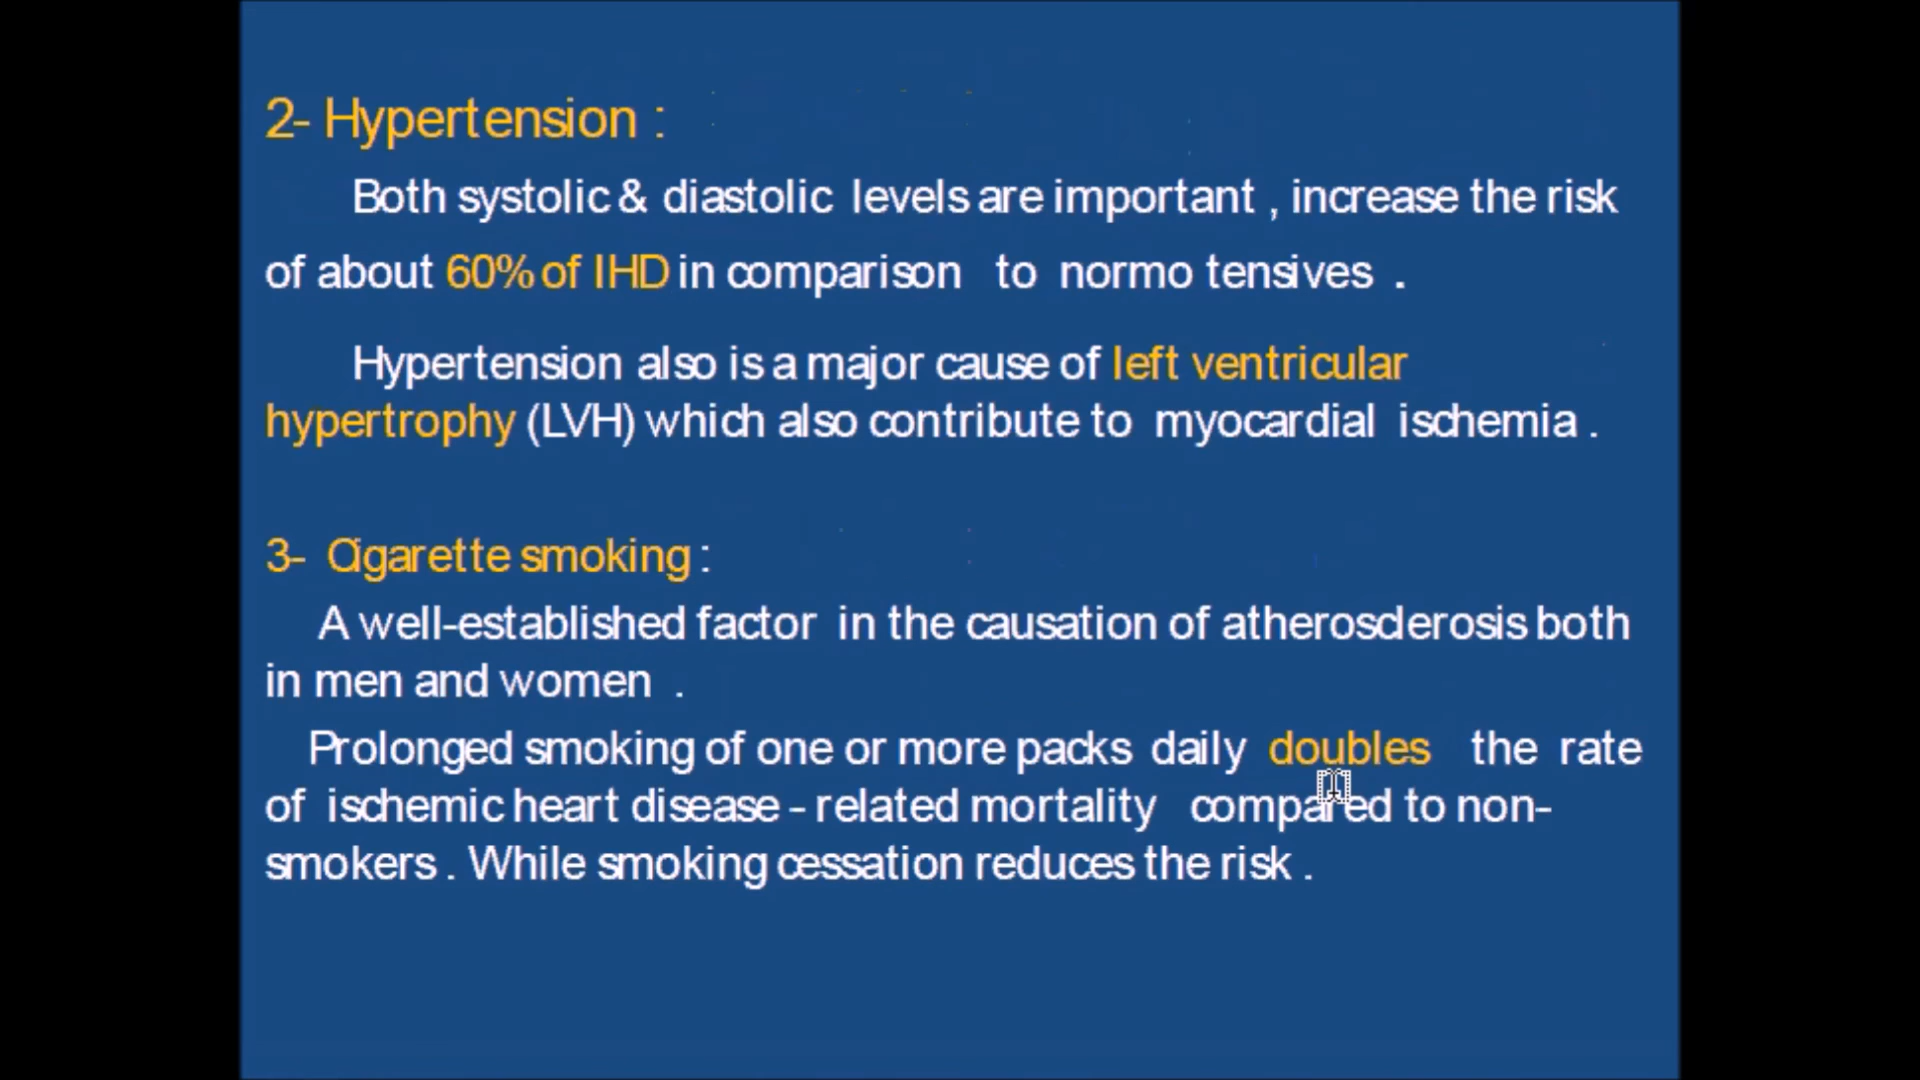 2- Hypertension :
Both systolic & diastolic levels are important , increase the risk
of about 60% of IHD in comparison to normo tensives .
Hypertension also is a major cause of left ventricular
hypertrophy (LVH) which also contribute to myocardial ischemia .
3- Cigarette smoking :
A well-established factor in the causation of atherosclerosis both
in men and women .
Prolonged smoking of one or more packs daily doubles the rate
of ischemic heart disease - related mortality compared to non-
smokers . While smoking cessation reduces the risk .